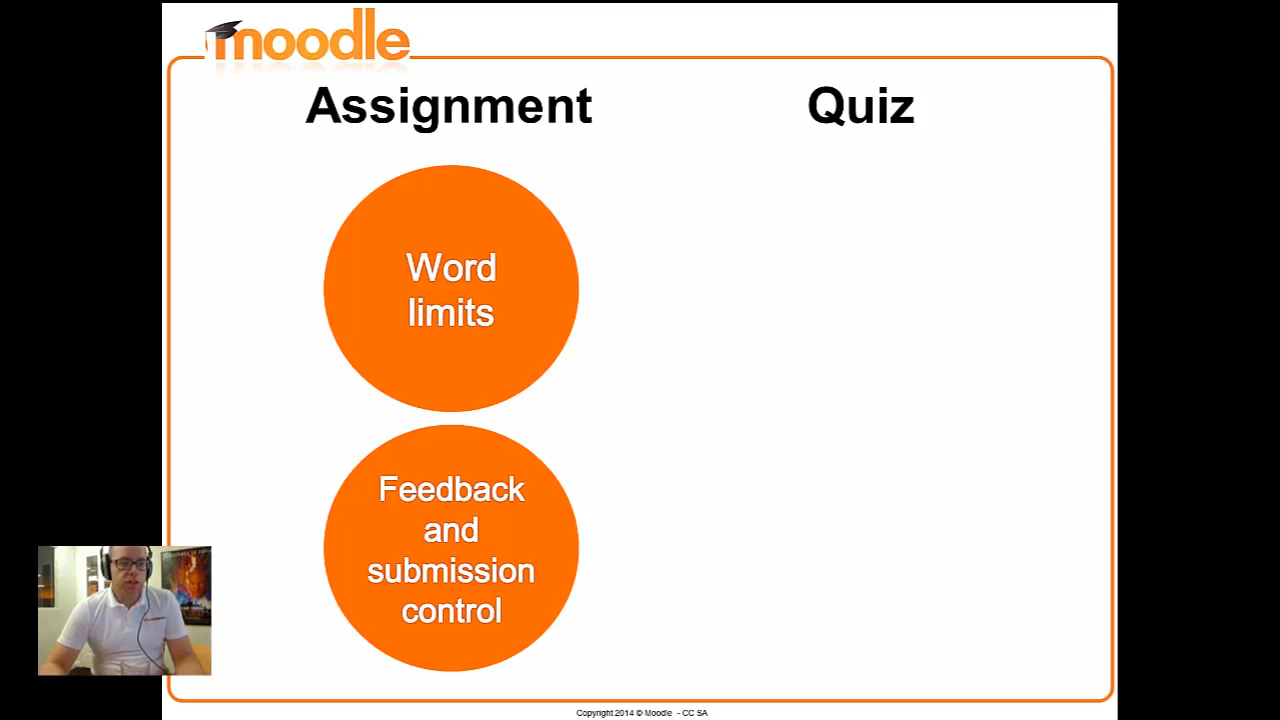 moodle
Assignment
Quiz
Word
limits
Feedback
and
submission
control
Copyright 2014 © Moodle - CC SA